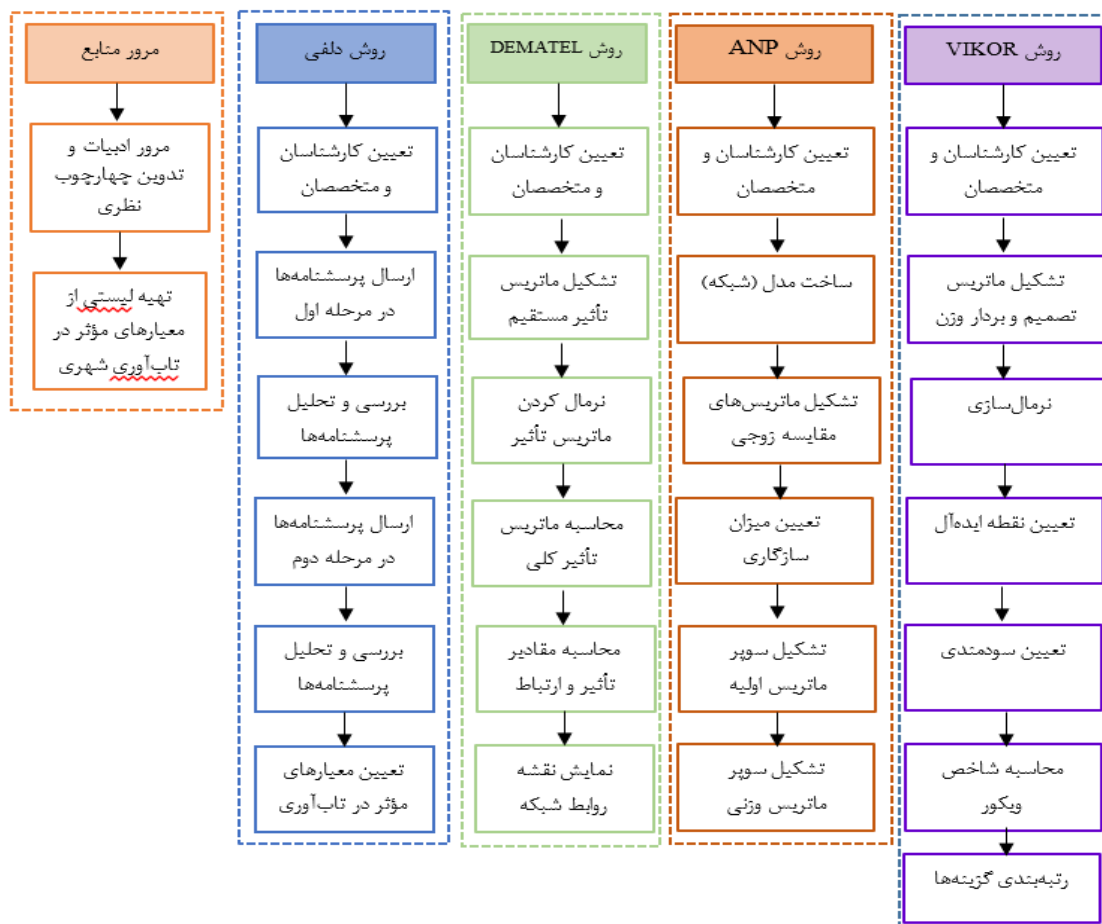 مرور منابع
مرور ادبیات و
تدوین چهارچوب
نظری
تهیه لیستی از
معیارهای مؤثر در
تاب‌آوری شهری
روش دلفی
تعیین کارشناسان
و متخصصان
ارسال پرسشنامه‌ها
در مرحله اول
بررسی و تحلیل
پرسشنامه‌ها
ارسال پرسشنامه‌ها
در مرحله دوم
بررسی و تحلیل
پرسشنامه‌ها
تعیین معیارهای
مؤثر در تاب‌آوری
روش DEMATEL
تعیین کارشناسان
و متخصصان
تشکیل ماتریس
تأثیر مستقیم
نرمال کردن
ماتریس تأثیر
محاسبه ماتریس
تأثیر کلی
محاسبه مقادیر
تأثیر و ارتباط
نمایش نقشه
روابط شبکه
روش ANP
تعیین کارشناسان و
متخصصان
ساخت مدل (شبکه)
تشکیل ماتریس‌های
مقایسه زوجی
تعیین میزان
سازگاری
تشکیل سوپر
ماتریس اولیه
تشکیل سوپر
ماتریس وزنی
روش VIKOR
تعیین کارشناسان و
متخصصان
تشکیل ماتریس
تصمیم و بردار وزن
نرمال‌سازی
تعیین نقطه ایده‌آل
تعیین سودمندی
محاسبه شاخص
ویکور
رتبه‌بندی گزینه‌ها